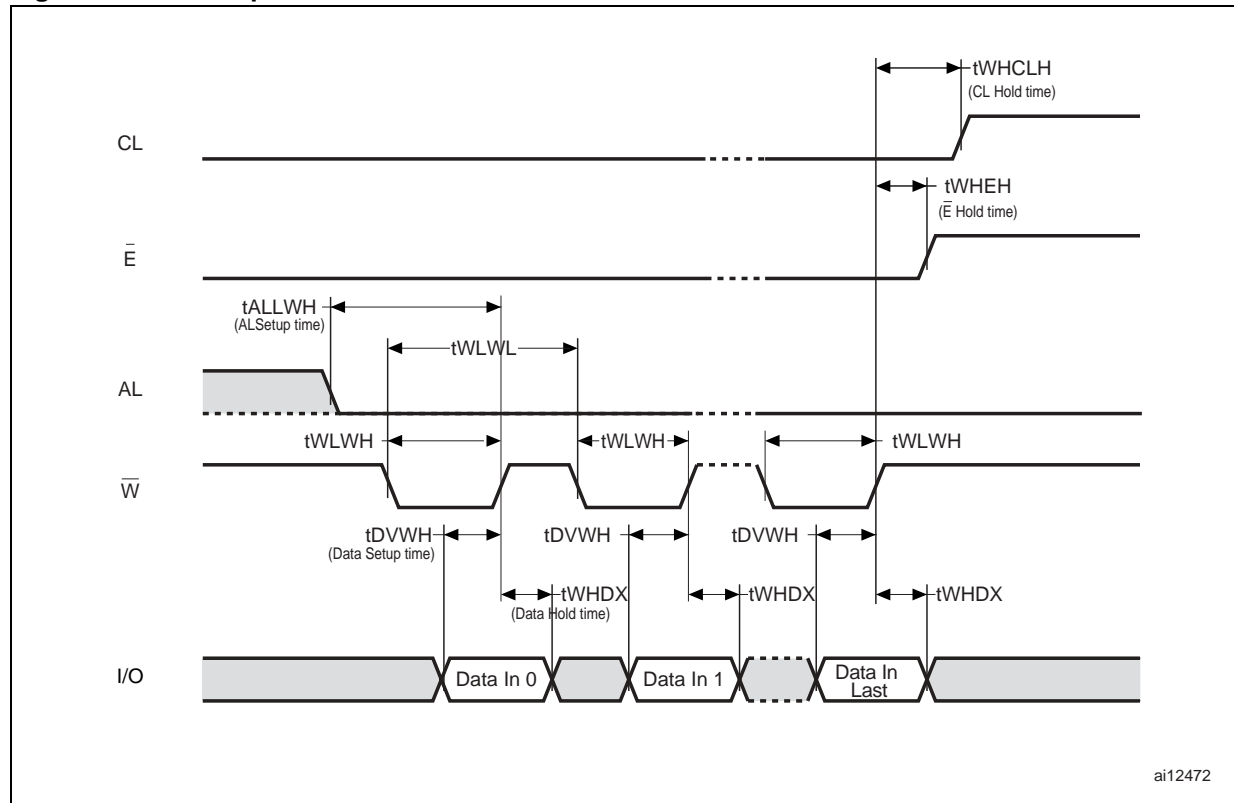 tWHCLH
(CL Hold time)
CL
tWHEH
(E̅ Hold time)
E̅
tALLWH
(ALSetup time)
tWLWL
AL
tWLWH
tWLWH
tWLWH
W̅
tDVWH
(Data Setup time)
tDVWH
tDVWH
tWHDX
(Data Hold time)
tWHDX
tWHDX
I/O
Data In 0
Data In 1
Data In
Last
ai12472